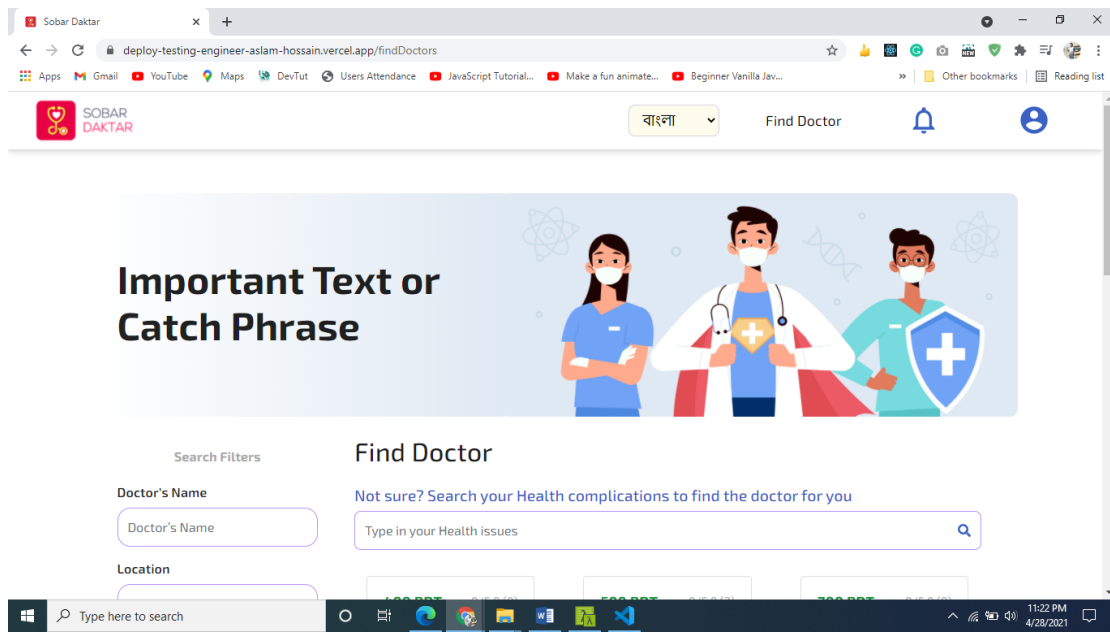 Sobar Daktar
deploy-testing-engineer-aslam-hossain.vercel.app/findDoctors
Apps Gmail YouTube Maps DevTut Users Attendance JavaScript Tutorial... Make a fun animate... Beginner Vanilla Jav... » Other bookmarks Reading list
SOBAR
DAKTAR
বাংলা
Find Doctor
Important Text or
Catch Phrase
Search Filters
Doctor's Name
Doctor's Name
Location
Find Doctor
Not sure? Search your Health complications to find the doctor for you
Type in your Health issues
Type here to search
11:22 PM
4/28/2021